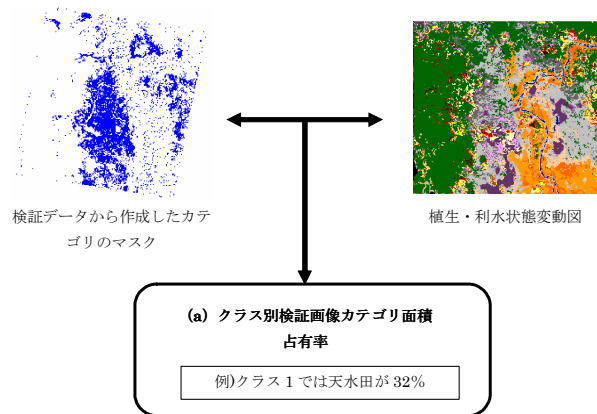 検証データから作成したカテ
ゴリのマスク
植生・利水状態変動図
(a) クラス別検証画像カテゴリ面積
占有率
例)クラス 1 では天水田が 32%